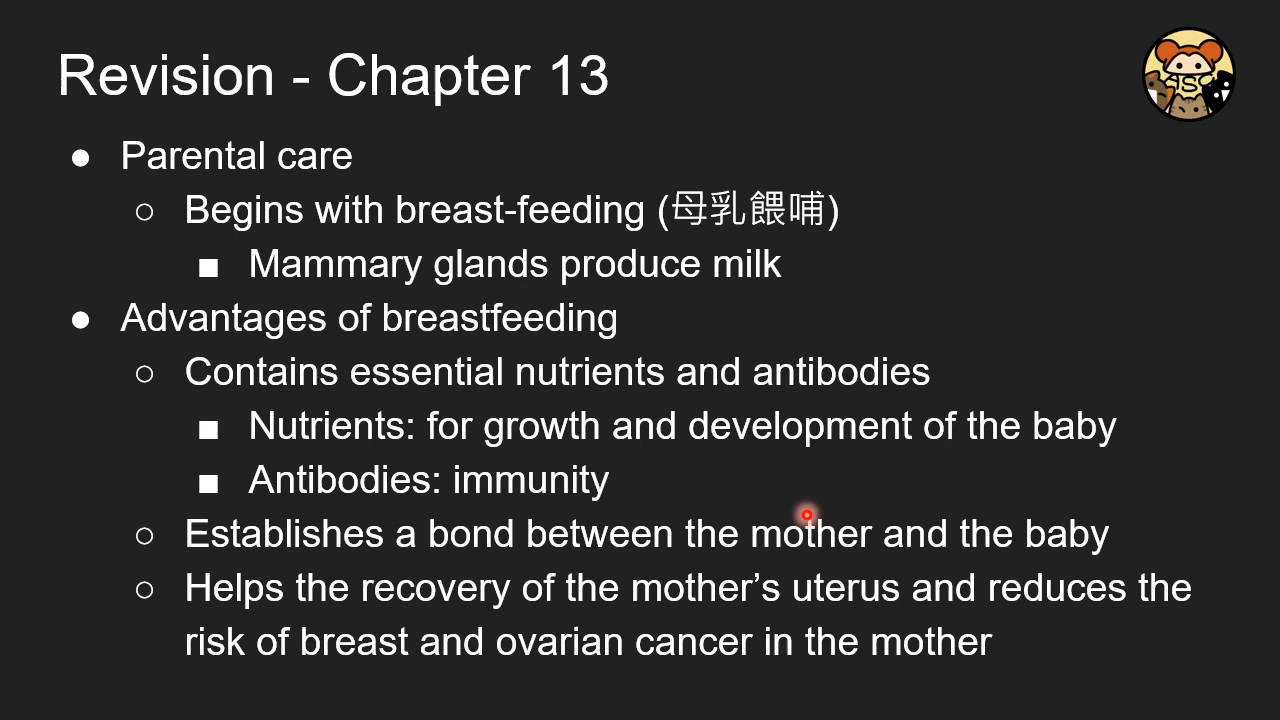 Revision - Chapter 13
● Parental care
○ Begins with breast-feeding (母乳餵哺)
■ Mammary glands produce milk
● Advantages of breastfeeding
○ Contains essential nutrients and antibodies
■ Nutrients: for growth and development of the baby
■ Antibodies: immunity
○ Establishes a bond between the mother and the baby
○ Helps the recovery of the mother’s uterus and reduces the
risk of breast and ovarian cancer in the mother
S